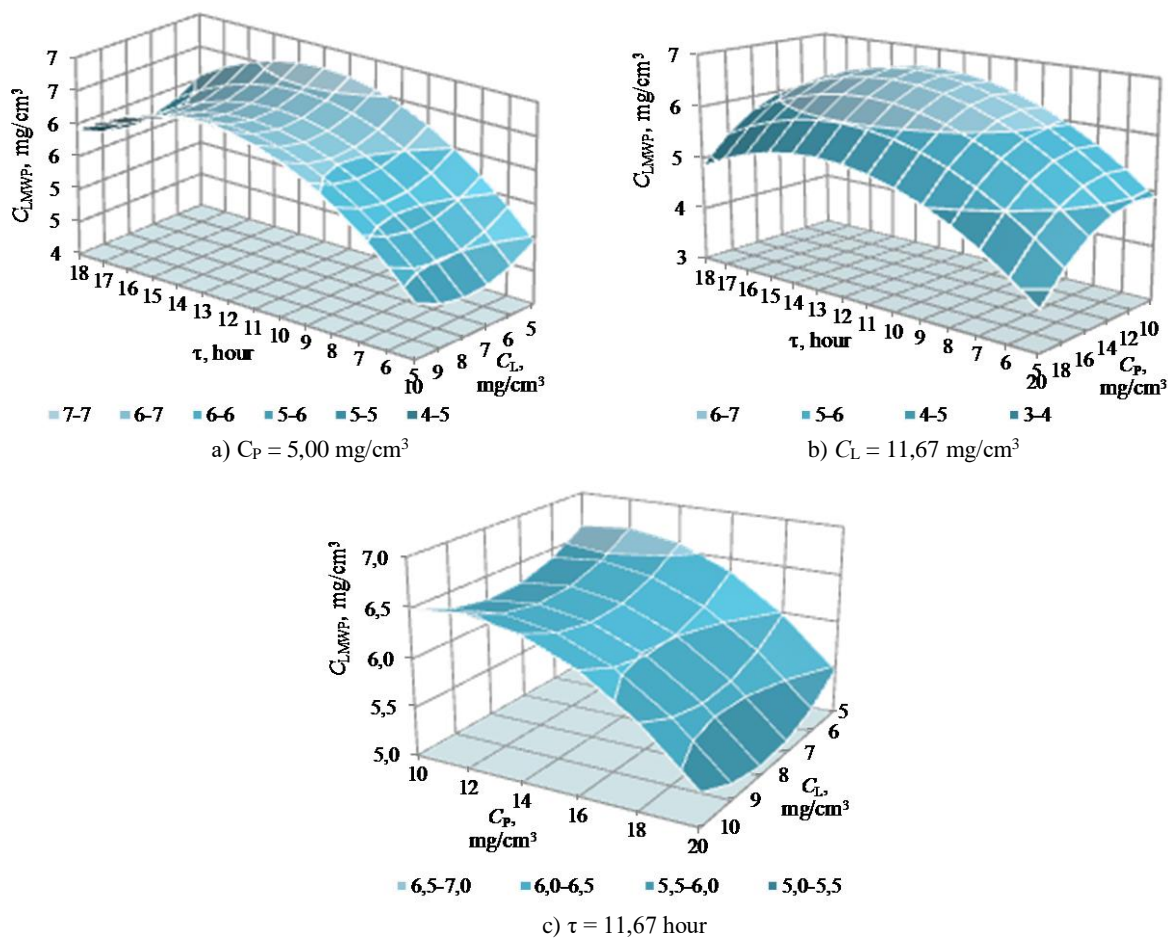 7
7
6
6
5
5
4
C_LMWP, mg/cm³
18 17 16 15 14 13 12 11 10 9 8 7 6 5
τ, hour
10 9 8 7 6 5
C_L,
mg/cm³
7–7 6–7 6–6 5–6 5–5 4–5
a) C_P = 5,00 mg/cm³
7
6
5
4
3
C_LMWP, mg/cm³
18 17 16 15 14 13 12 11 10 9 8 7 6 5
τ, hour
20 18 16 14 12 10
C_P,
mg/cm³
6–7 5–6 4–5 3–4
b) C_L = 11,67 mg/cm³
7,0
6,5
6,0
5,5
5,0
C_LMWP, mg/cm³
10 12 14 16 18 20
C_P,
mg/cm³
10 9 8 7 6 5
C_L,
mg/cm³
6,5–7,0 6,0–6,5 5,5–6,0 5,0–5,5
c) τ = 11,67 hour